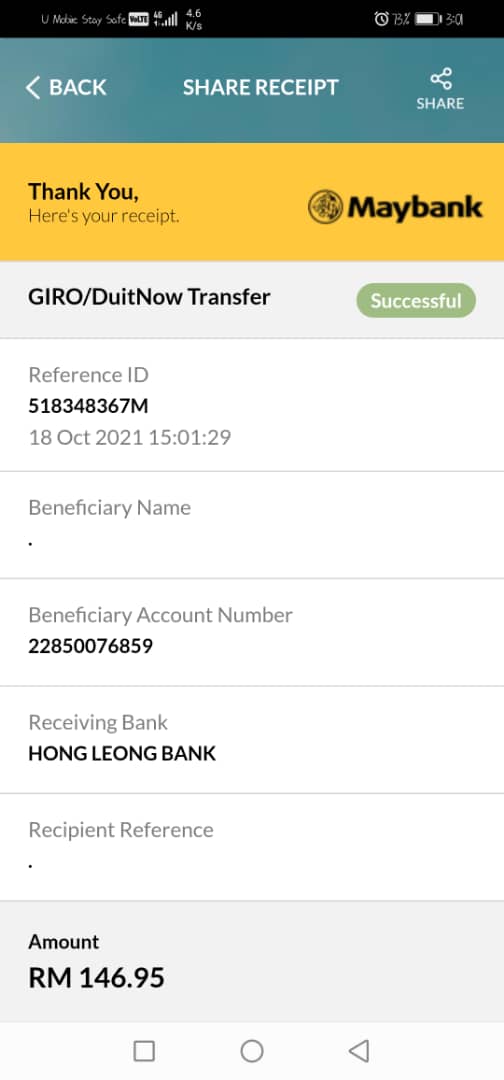 U Mobile Stay Safe VoLTE 4G 4.6 K/s 73% 3:01
BACK
SHARE RECEIPT
SHARE
Thank You,
Here's your receipt.
Maybank
GIRO/DuitNow Transfer
Successful
Reference ID
518348367M
18 Oct 2021 15:01:29
Beneficiary Name
.
Beneficiary Account Number
22850076859
Receiving Bank
HONG LEONG BANK
Recipient Reference
.
Amount
RM 146.95